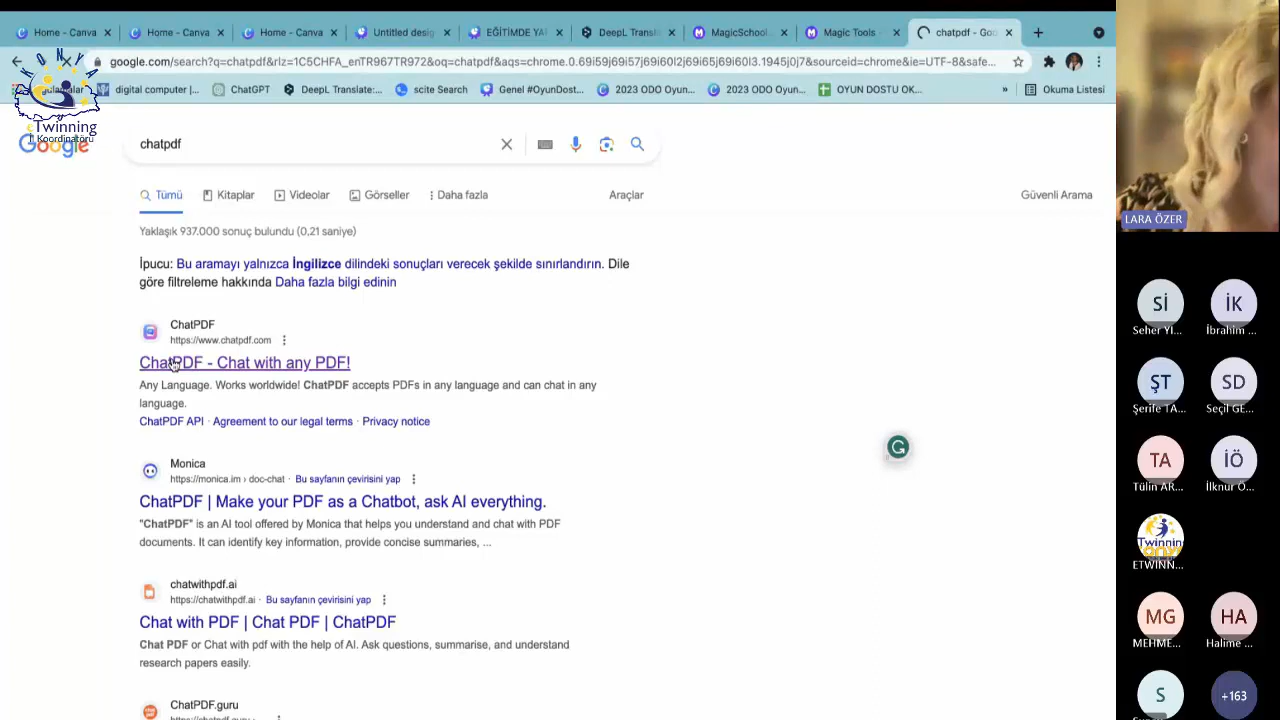 Home - Canva
Home - Canva
Home - Canva
Untitled desig
EĞİTİMDE YAP
DeepL Transla
MagicSchool.
Magic Tools -
chatpdf - Goo
google.com/search?q=chatpdf&rlz=1C5CHFA_enTR967TR972&oq=chatpdf&aqs=chrome.0.69i59j69i57j69i60l2j69i65j69i60l3.1945j0j7&sourceid=chrome&ie=UTF-8&safe...
digital computer |...
ChatGPT
DeepL Translate:...
scite Search
Genel #OyunDost...
2023 ODO Oyun...
2023 ODO Oyun...
OYUN DOSTU OK...
»
Okuma Listesi
KONYA
eTwinning
İl Koordinatörü
Google
chatpdf
Tümü
Kitaplar
Videolar
Görseller
Daha fazla
Araçlar
Güvenli Arama
Yaklaşık 937.000 sonuç bulundu (0,21 saniye)
İpucu: Bu aramayı yalnızca İngilizce dilindeki sonuçları verecek şekilde sınırlandırın. Dile
göre filtreleme hakkında Daha fazla bilgi edinin
ChatPDF
https://www.chatpdf.com
ChatPDF - Chat with any PDF!
Any Language. Works worldwide! ChatPDF accepts PDFs in any language and can chat in any
language.
ChatPDF API · Agreement to our legal terms · Privacy notice
Monica
https://monica.im › doc-chat · Bu sayfanın çevirisini yap
ChatPDF | Make your PDF as a Chatbot, ask AI everything.
"ChatPDF" is an AI tool offered by Monica that helps you understand and chat with PDF
documents. It can identify key information, provide concise summaries, ...
chatwithpdf.ai
https://chatwithpdf.ai · Bu sayfanın çevirisini yap
Chat with PDF | Chat PDF | ChatPDF
Chat PDF or Chat with pdf with the help of AI. Ask questions, summarise, and understand
research papers easily.
ChatPDF.guru
LARA ÖZER
Sİ
İK
Seher YI...
İbrahim ...
ŞT
SD
Şerife TA...
Seçil GE...
TA
İÖ
Tülin AR...
İlknur Ö...
ETWINN...
MG
HA
MEHME...
Halime ...
S
+163